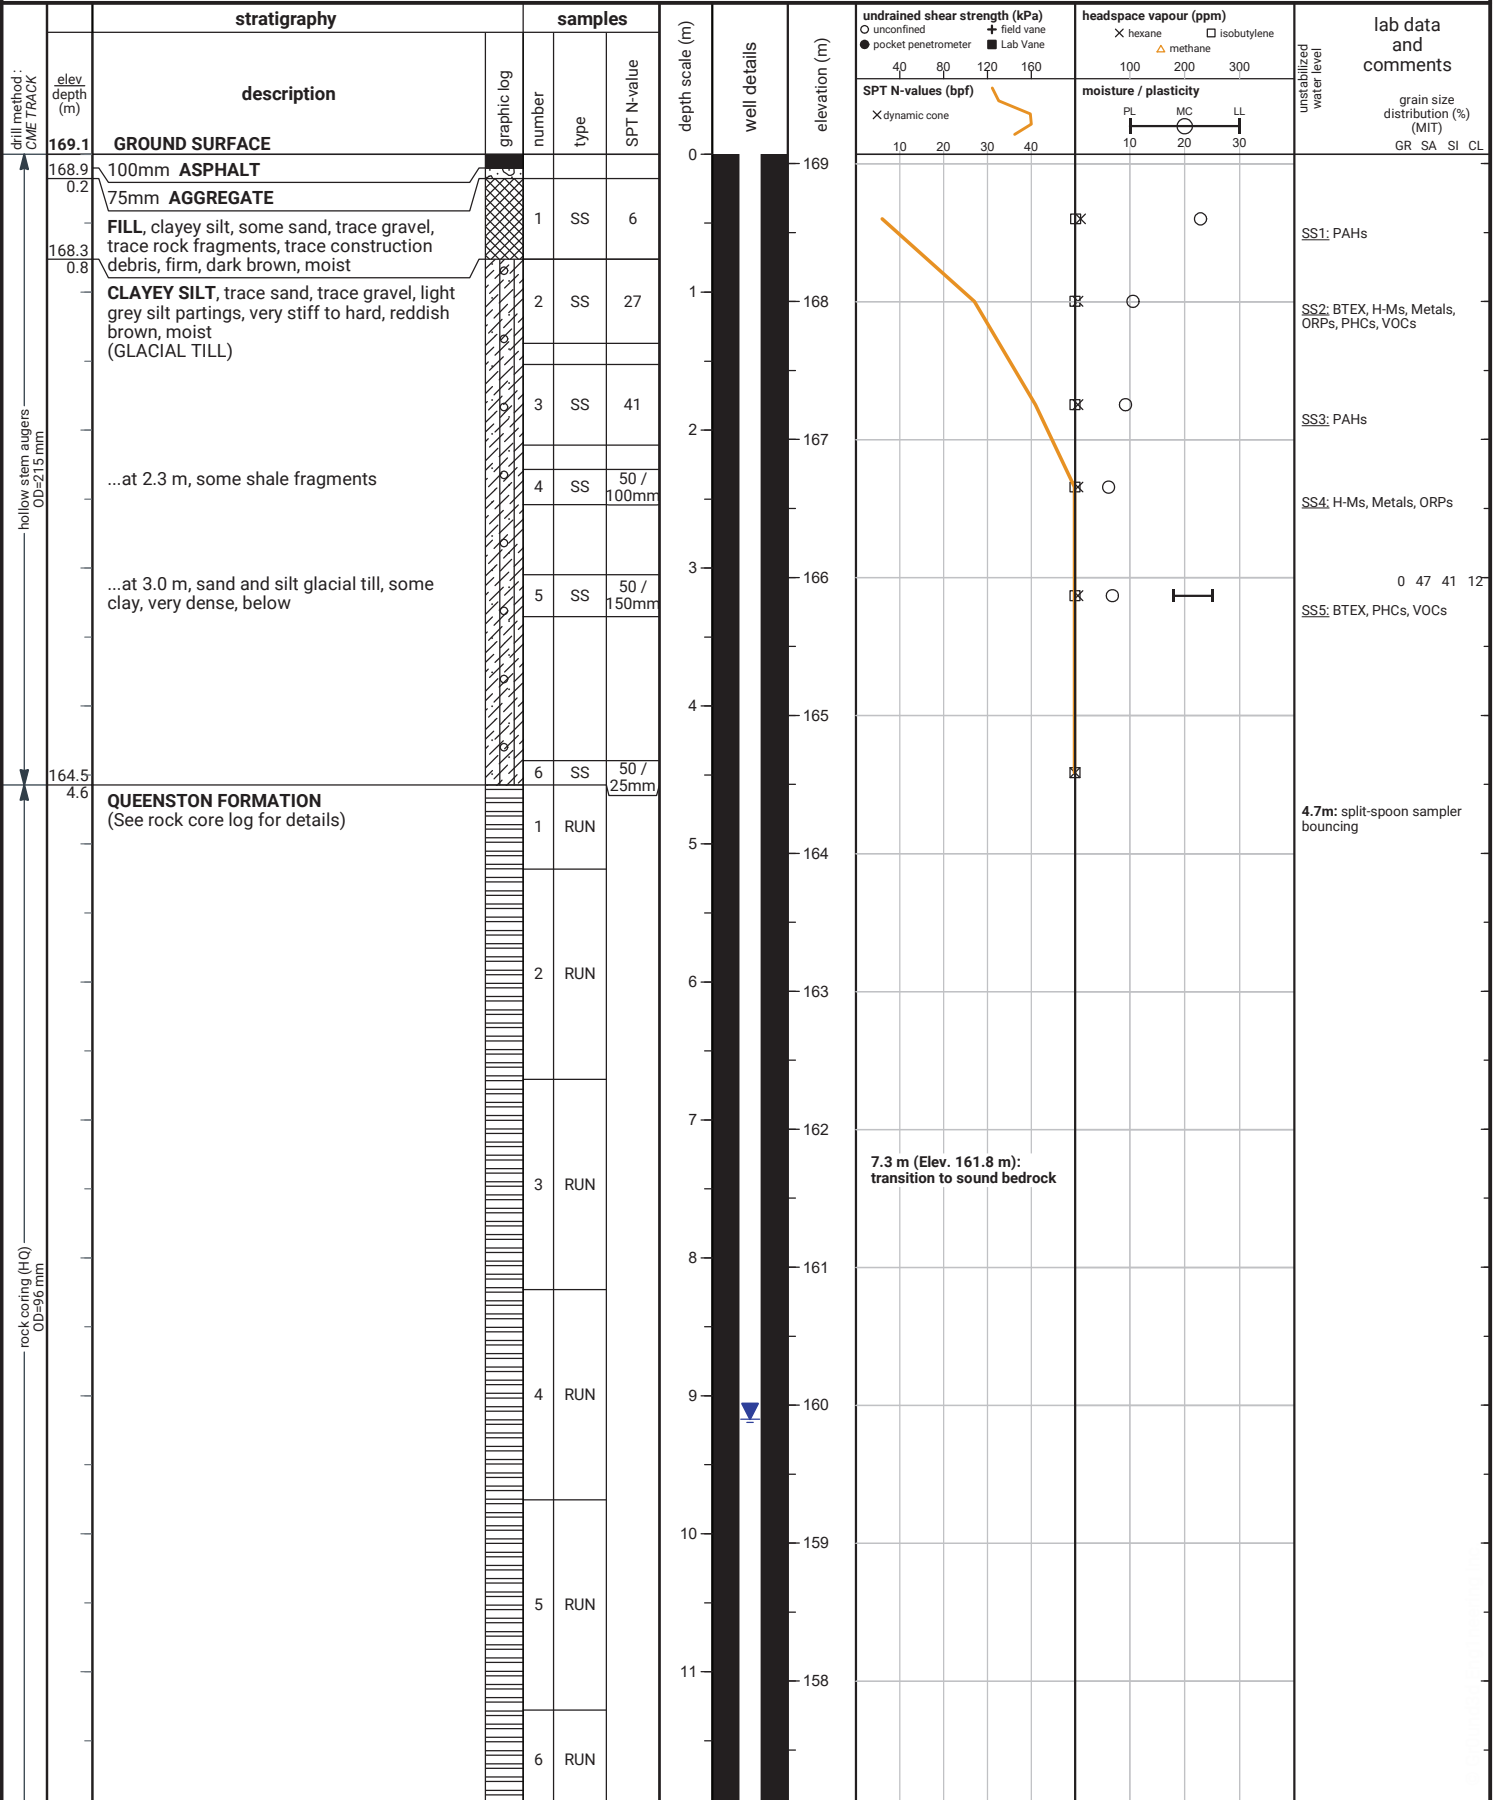 stratigraphy
samples
drill method :
CME TRACK
elev
depth
(m)
description
graphic log
number
type
SPT N-value
depth scale (m)
well details
elevation (m)
undrained shear strength (kPa)
unconfined + field vane
pocket penetrometer Lab Vane
40 80 120 160
SPT N-values (bpf)
X dynamic cone
10 20 30 40
headspace vapour (ppm)
X hexane isobutylene
methane
100 200 300
moisture / plasticity
PL MC LL
10 20 30
unstabilized
water level
lab data
and
comments
grain size
distribution (%)
(MIT)
GR SA SI CL
169.1 GROUND SURFACE
168.9 100mm ASPHALT
0.2
75mm AGGREGATE
FILL, clayey silt, some sand, trace gravel,
trace rock fragments, trace construction
debris, firm, dark brown, moist
168.3
0.8
CLAYEY SILT, trace sand, trace gravel, light
grey silt partings, very stiff to hard, reddish
brown, moist
(GLACIAL TILL)
...at 2.3 m, some shale fragments
...at 3.0 m, sand and silt glacial till, some
clay, very dense, below
164.5
4.6
QUEENSTON FORMATION
(See rock core log for details)
hollow stem augers
OD=215 mm
rock coring (HQ)
OD=96 mm
1 SS 6
2 SS 27
3 SS 41
4 SS 50 /
100mm
5 SS 50 /
150mm
6 SS 50 /
25mm
1 RUN
2 RUN
3 RUN
4 RUN
5 RUN
6 RUN
0
1
2
3
4
5
6
7
8
9
10
11
169
168
167
166
165
164
163
162
161
160
159
158
7.3 m (Elev. 161.8 m):
transition to sound bedrock
SS1: PAHs
SS2: BTEX, H-Ms, Metals,
ORPs, PHCs, VOCs
SS3: PAHs
SS4: H-Ms, Metals, ORPs
0 47 41 12
SS5: BTEX, PHCs, VOCs
4.7m: split-spoon sampler
bouncing